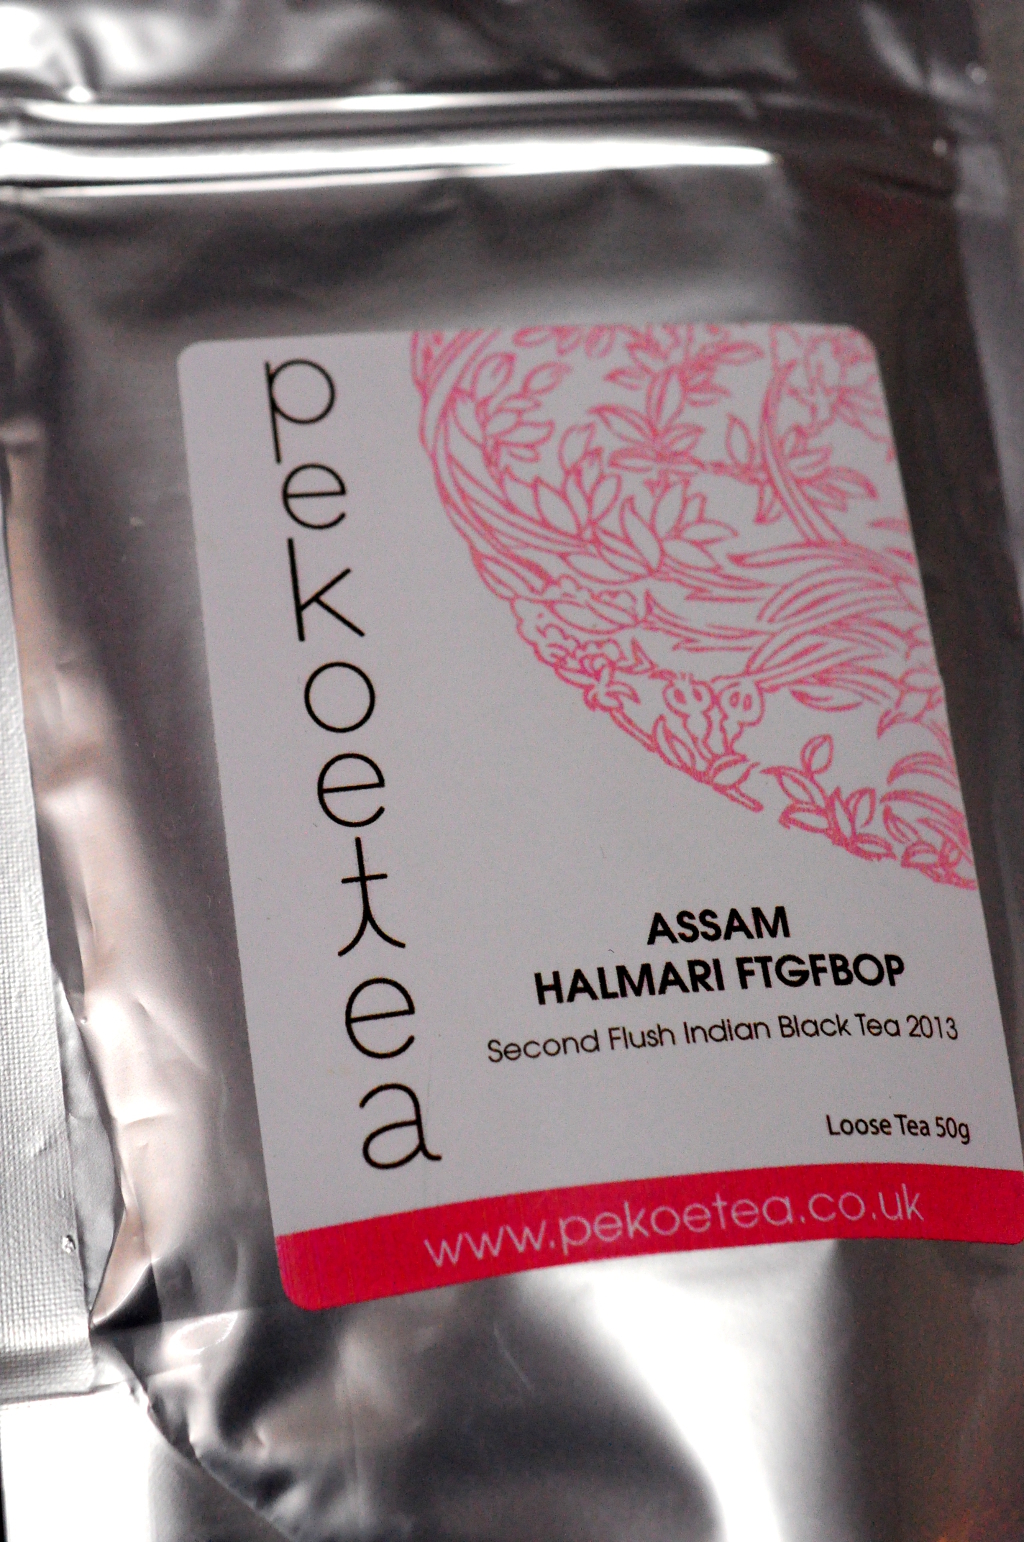 pekoetea
ASSAM
HALMARI FTGFBOP
Second Flush Indian Black Tea 2013
Loose Tea 50g
www.pekoetea.co.uk